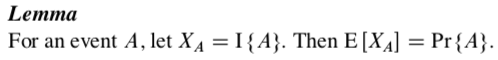 Lemma
For an event A, let X_A = I{A}. Then E[X_A] = Pr{A}.